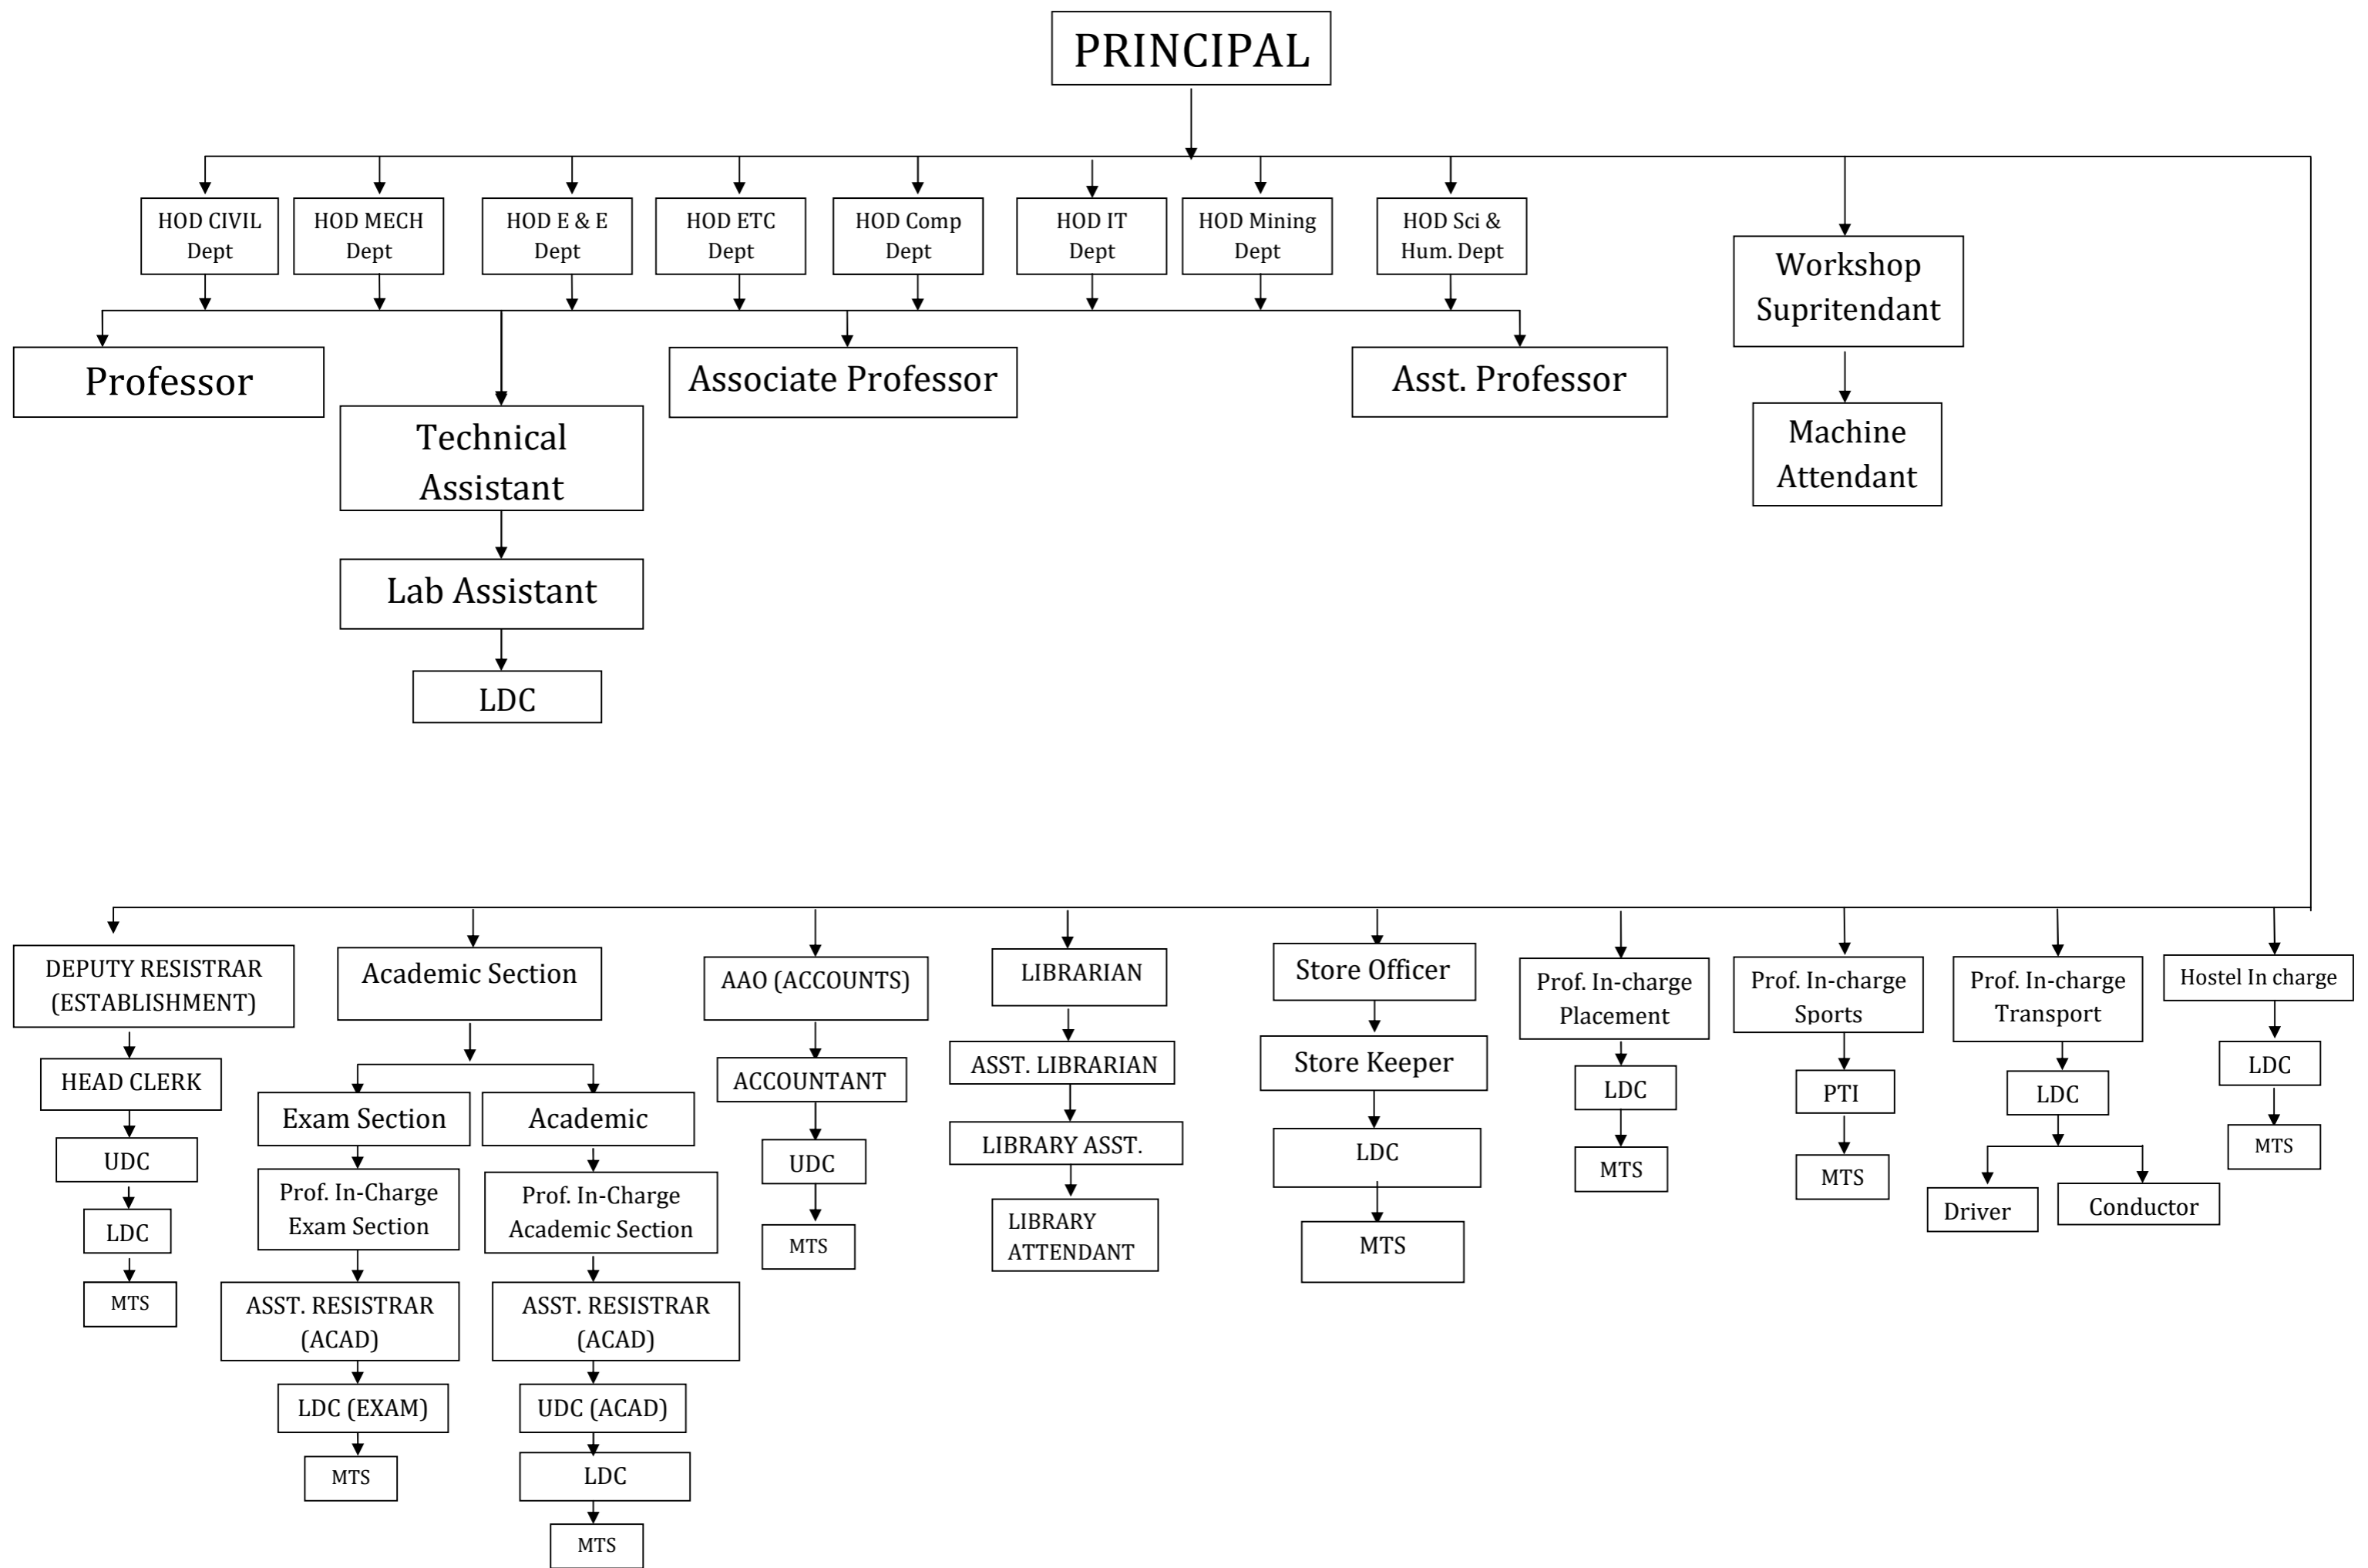 PRINCIPAL
HOD CIVIL
Dept
HOD MECH
Dept
HOD E & E
Dept
HOD ETC
Dept
HOD Comp
Dept
HOD IT
Dept
HOD Mining
Dept
HOD Sci &
Hum. Dept
Workshop
Supritendant
Professor
Associate Professor
Asst. Professor
Technical
Assistant
Machine
Attendant
Lab Assistant
LDC
DEPUTY RESISTRAR
(ESTABLISHMENT)
HEAD CLERK
UDC
LDC
MTS
Academic Section
Exam Section
Prof. In-Charge
Exam Section
ASST. RESISTRAR
(ACAD)
LDC (EXAM)
MTS
Academic
Prof. In-Charge
Academic Section
ASST. RESISTRAR
(ACAD)
UDC (ACAD)
LDC
MTS
AAO (ACCOUNTS)
ACCOUNTANT
UDC
MTS
LIBRARIAN
ASST. LIBRARIAN
LIBRARY ASST.
LIBRARY
ATTENDANT
Store Officer
Store Keeper
LDC
MTS
Prof. In-charge
Placement
LDC
MTS
Prof. In-charge
Sports
PTI
MTS
Prof. In-charge
Transport
LDC
Driver
Conductor
Hostel In charge
LDC
MTS